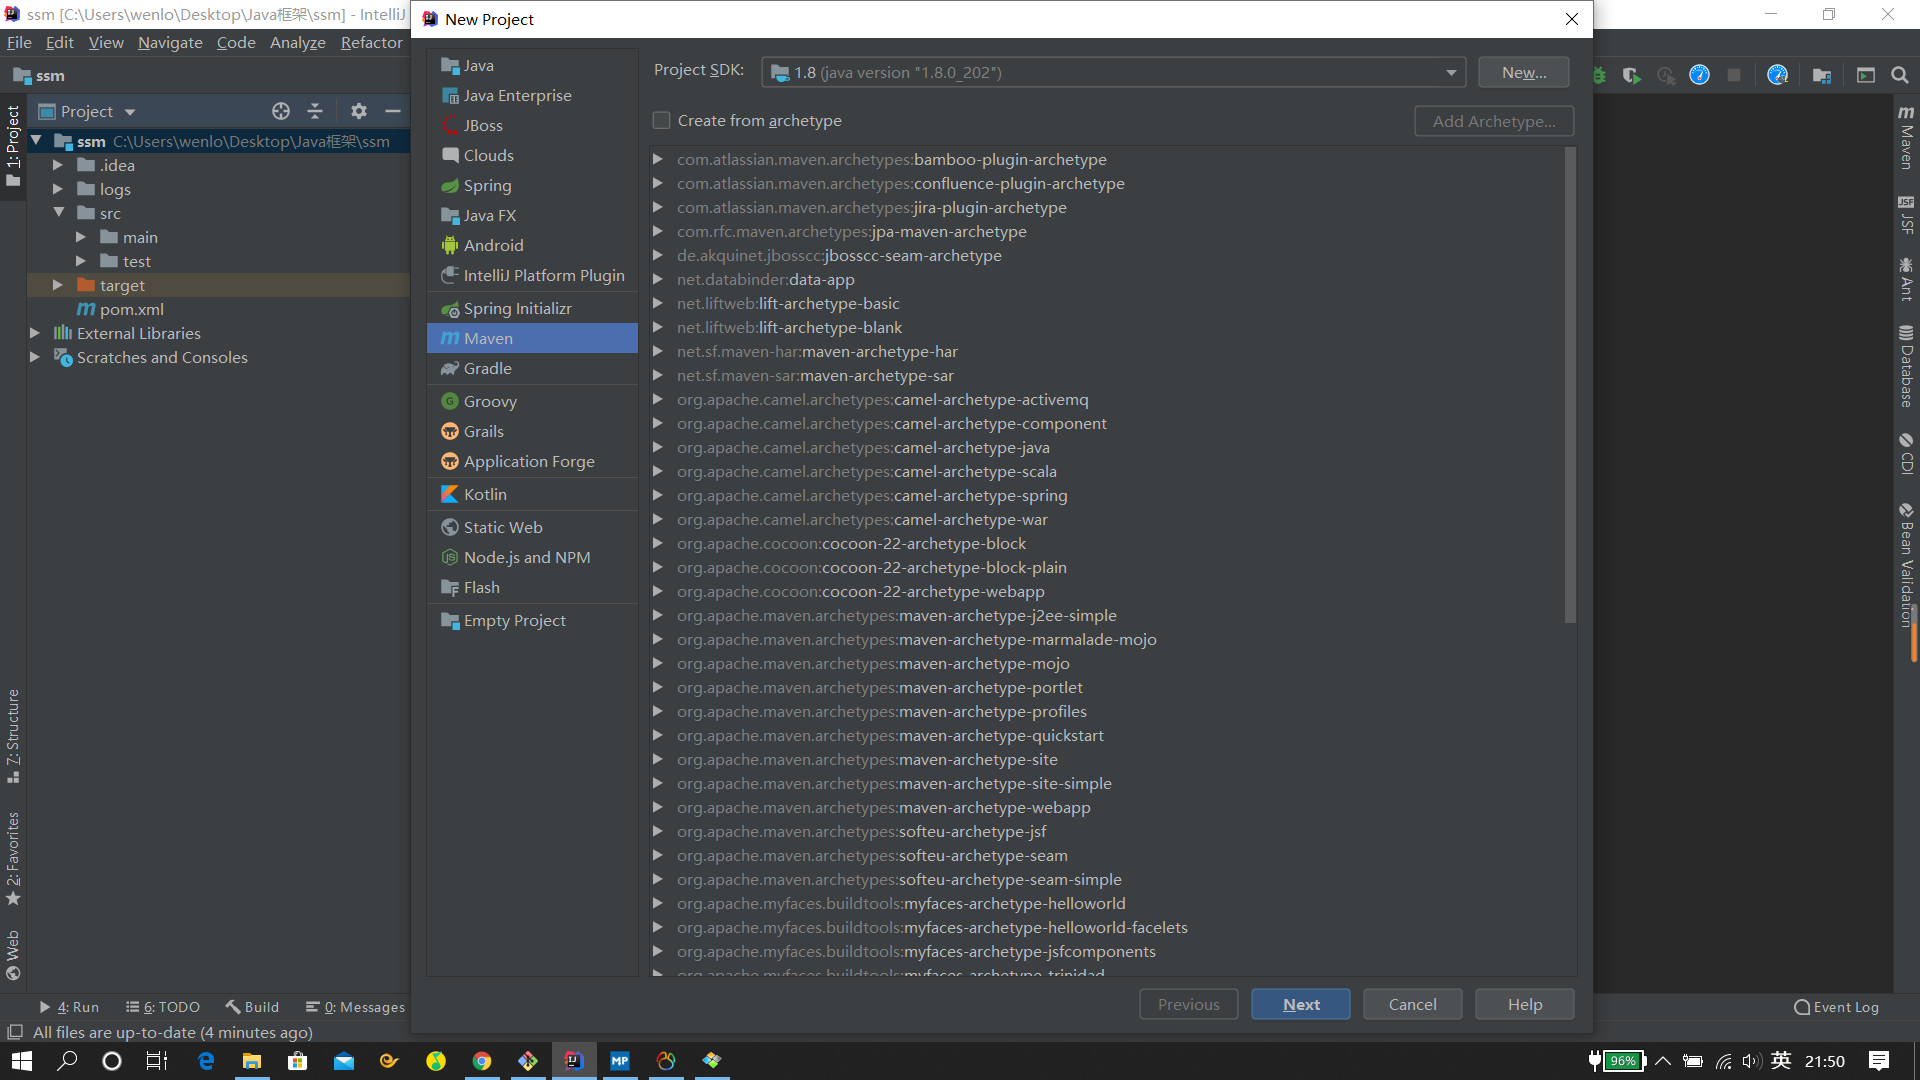 ssm [C:\Users\wenlo\Desktop\Java框架\ssm] - IntelliJ
New Project
File Edit View Navigate Code Analyze Refactor
ssm
Project
ssm C:\Users\wenlo\Desktop\Java框架\ssm
.idea
logs
src
main
test
target
pom.xml
External Libraries
Scratches and Consoles
1: Project
7: Structure
2: Favorites
Web
Java
Java Enterprise
JBoss
Clouds
Spring
Java FX
Android
IntelliJ Platform Plugin
Spring Initializr
Maven
Gradle
Groovy
Grails
Application Forge
Kotlin
Static Web
Node.js and NPM
Flash
Empty Project
Project SDK: 1.8 (java version "1.8.0_202") New...
Create from archetype Add Archetype...
com.atlassian.maven.archetypes:bamboo-plugin-archetype
com.atlassian.maven.archetypes:confluence-plugin-archetype
com.atlassian.maven.archetypes:jira-plugin-archetype
com.rfc.maven.archetypes:jpa-maven-archetype
de.akquinet.jbosscc:jbosscc-seam-archetype
net.databinder:data-app
net.liftweb:lift-archetype-basic
net.liftweb:lift-archetype-blank
net.sf.maven-har:maven-archetype-har
net.sf.maven-sar:maven-archetype-sar
org.apache.camel.archetypes:camel-archetype-activemq
org.apache.camel.archetypes:camel-archetype-component
org.apache.camel.archetypes:camel-archetype-java
org.apache.camel.archetypes:camel-archetype-scala
org.apache.camel.archetypes:camel-archetype-spring
org.apache.camel.archetypes:camel-archetype-war
org.apache.cocoon:cocoon-22-archetype-block
org.apache.cocoon:cocoon-22-archetype-block-plain
org.apache.cocoon:cocoon-22-archetype-webapp
org.apache.maven.archetypes:maven-archetype-j2ee-simple
org.apache.maven.archetypes:maven-archetype-marmalade-mojo
org.apache.maven.archetypes:maven-archetype-mojo
org.apache.maven.archetypes:maven-archetype-portlet
org.apache.maven.archetypes:maven-archetype-profiles
org.apache.maven.archetypes:maven-archetype-quickstart
org.apache.maven.archetypes:maven-archetype-site
org.apache.maven.archetypes:maven-archetype-site-simple
org.apache.maven.archetypes:maven-archetype-webapp
org.apache.maven.archetypes:softeu-archetype-jsf
org.apache.maven.archetypes:softeu-archetype-seam
org.apache.maven.archetypes:softeu-archetype-seam-simple
org.apache.myfaces.buildtools:myfaces-archetype-helloworld
org.apache.myfaces.buildtools:myfaces-archetype-helloworld-facelets
org.apache.myfaces.buildtools:myfaces-archetype-jsfcomponents
org.apache.myfaces.buildtools:myfaces-archetype-trinidad
Previous Next Cancel Help
Maven
JSF
Ant
Database
CDI
Bean Validation
4: Run 6: TODO Build 0: Messages
Event Log
All files are up-to-date (4 minutes ago)
MP
96%
英
21:50